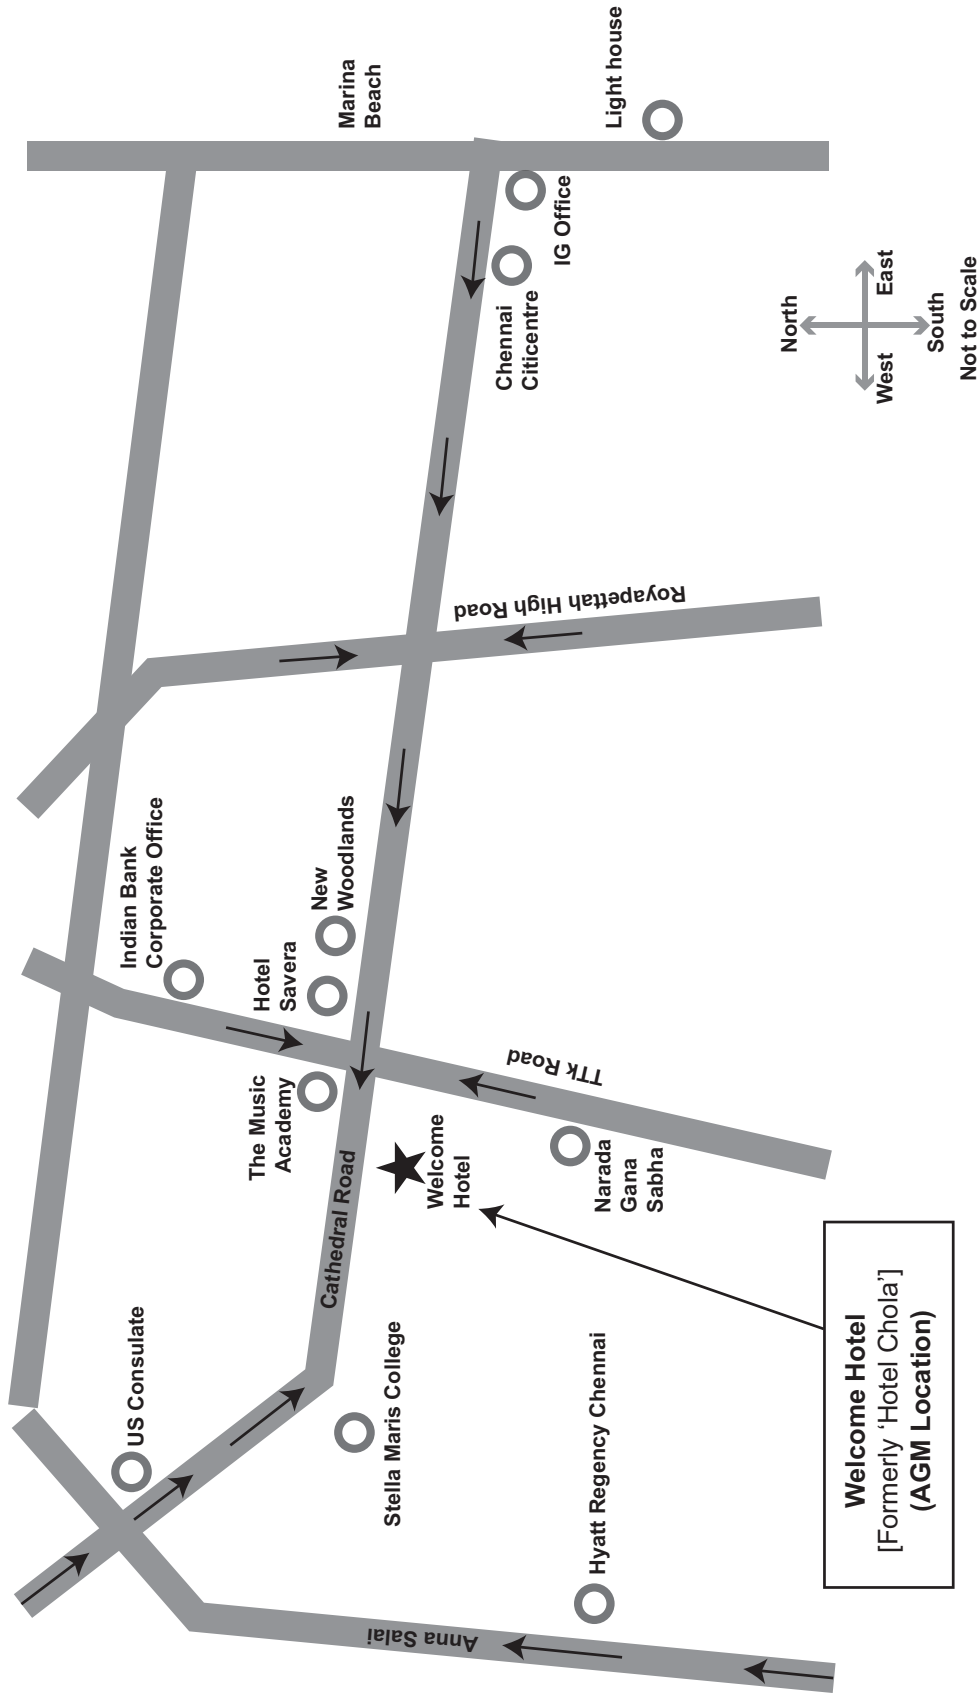 Marina
Beach
Light house
IG Office
Chennai
Citicentre
North
West
East
South
Not to Scale
Royapettah High Road
Indian Bank
Corporate Office
New
Woodlands
Hotel
Savera
The Music
Academy
TTk Road
Cathedral Road
Welcome
Hotel
Narada
Gana
Sabha
US Consulate
Stella Maris College
Hyatt Regency Chennai
Anna Salai
Welcome Hotel
[Formerly ‘Hotel Chola’]
(AGM Location)